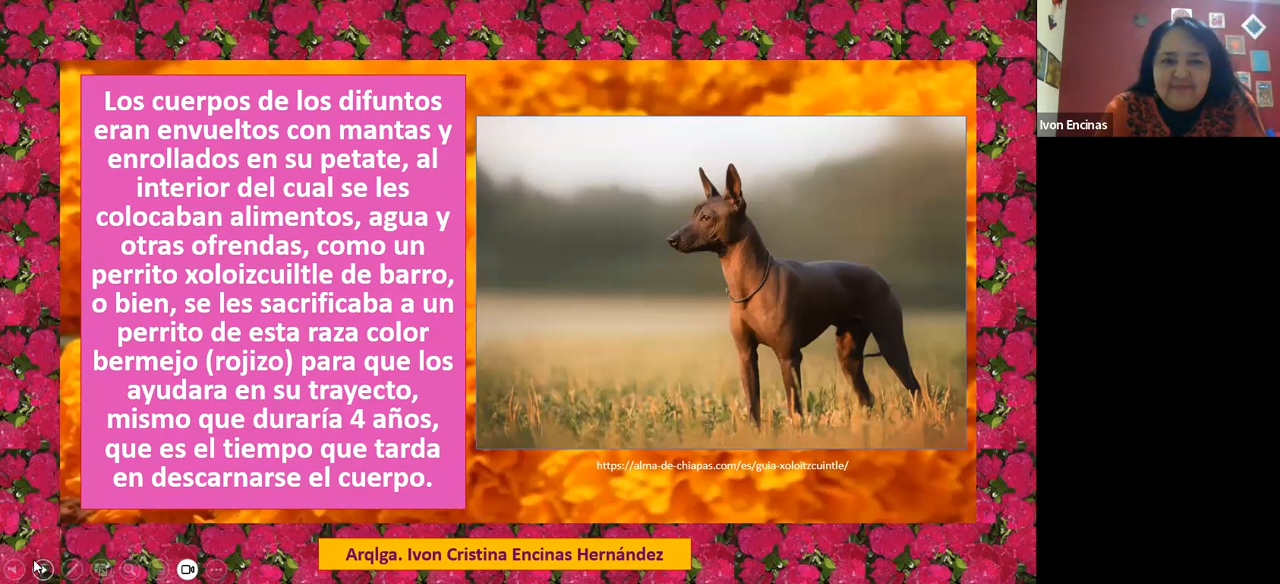 Los cuerpos de los difuntos
eran envueltos con mantas y
enrollados en su petate, al
interior del cual se les
colocaban alimentos, agua y
otras ofrendas, como un
perrito xoloizcuiltle de barro,
o bien, se les sacrificaba a un
perrito de esta raza color
bermejo (rojizo) para que los
ayudara en su trayecto,
mismo que duraría 4 años,
que es el tiempo que tarda
en descarnarse el cuerpo.
https://alma-de-chiapas.com/es/guia-xoloitzcuintle/
Arqlga. Ivon Cristina Encinas Hernández
Ivon Encinas